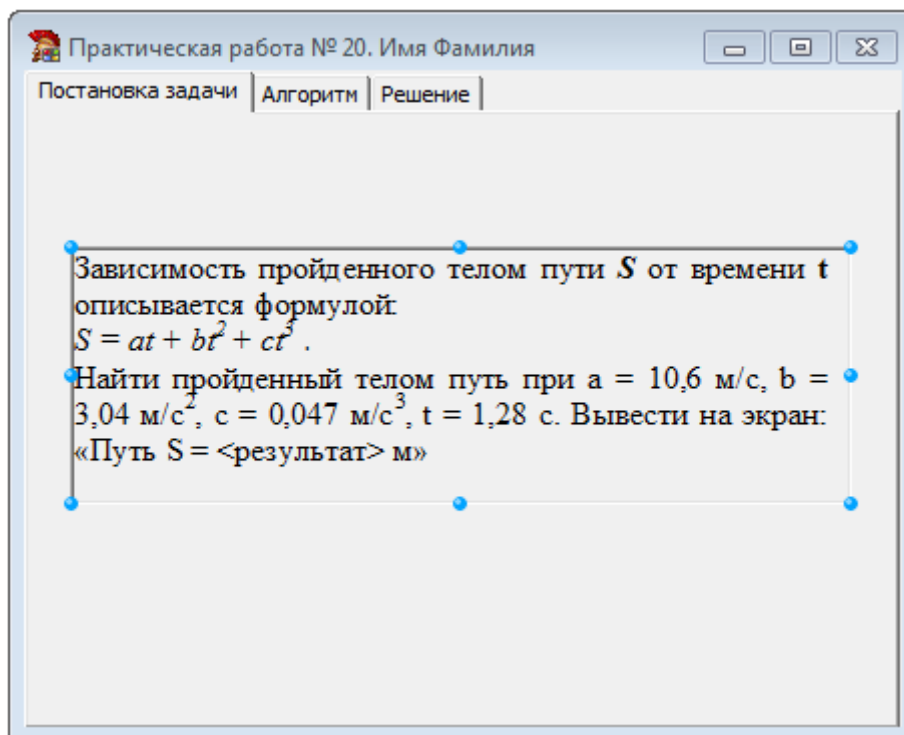 Практическая работа № 20. Имя Фамилия
Постановка задачи Алгоритм Решение
Зависимость пройденного телом пути S от времени t
описывается формулой:
S = at + bt² + ct³ .
Найти пройденный телом путь при a = 10,6 м/с, b =
3,04 м/с², c = 0,047 м/с³, t = 1,28 с. Вывести на экран:
«Путь S = <результат> м»